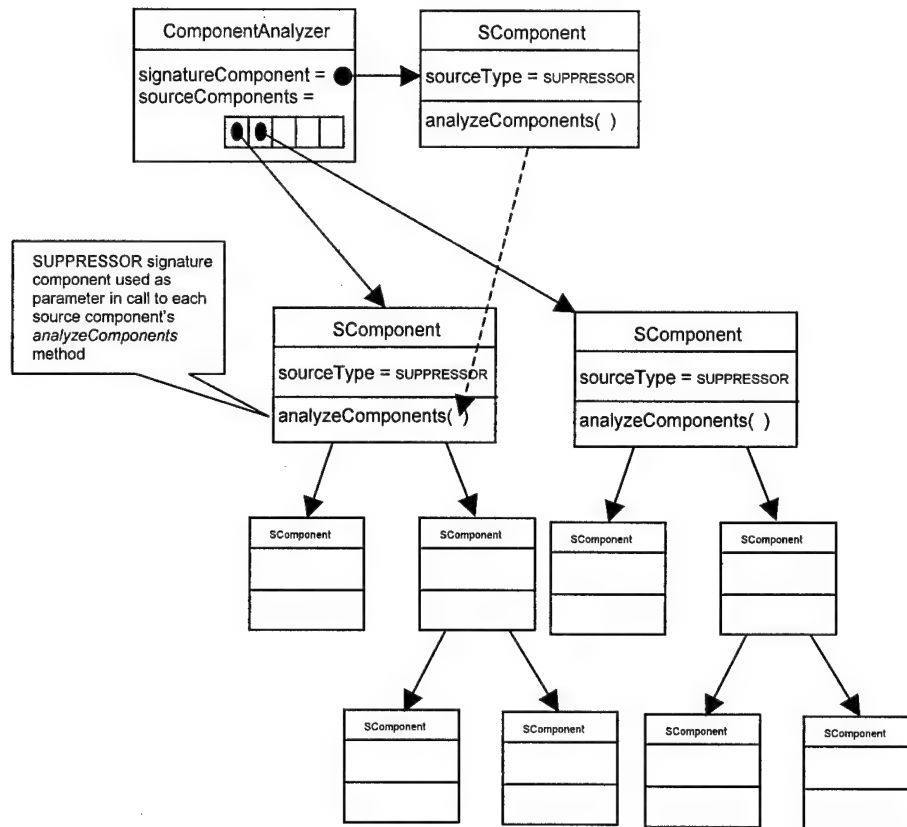 ComponentAnalyzer
signatureComponent =
sourceComponents =
SComponent
sourceType = SUPPRESSOR
analyzeComponents( )
SUPPRESSOR signature
component used as
parameter in call to each
source component's
analyzeComponents
method
SComponent
sourceType = SUPPRESSOR
analyzeComponents( )
SComponent
sourceType = SUPPRESSOR
analyzeComponents( )
SComponent
SComponent
SComponent
SComponent
SComponent
SComponent
SComponent
SComponent